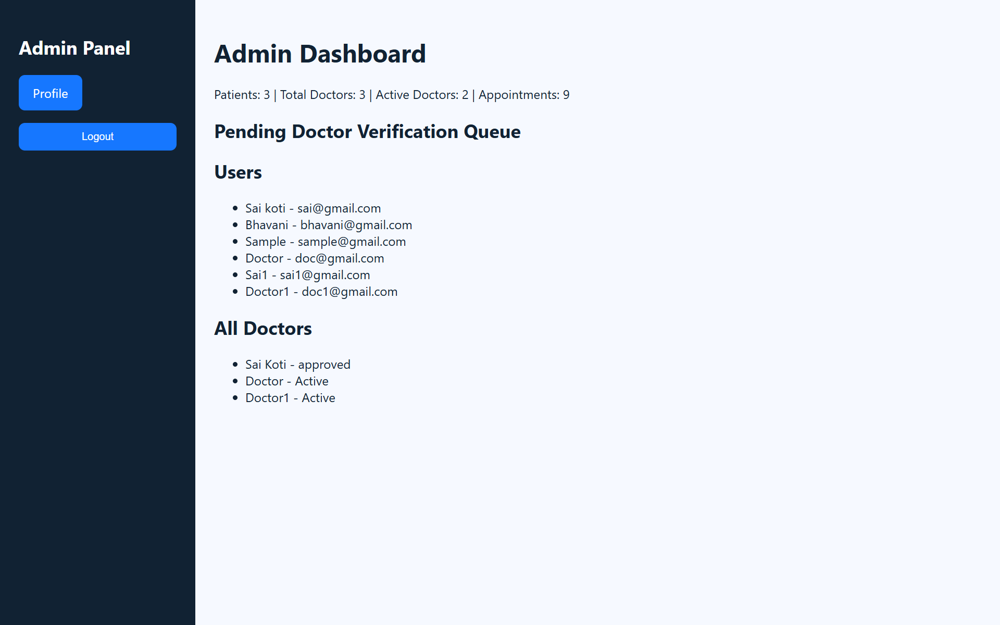 Admin Panel
Profile
Logout
Admin Dashboard
Patients: 3 | Total Doctors: 3 | Active Doctors: 2 | Appointments: 9
Pending Doctor Verification Queue
Users
Sai koti - sai@gmail.com
Bhavani - bhavani@gmail.com
Sample - sample@gmail.com
Doctor - doc@gmail.com
Sai1 - sai1@gmail.com
Doctor1 - doc1@gmail.com
All Doctors
Sai Koti - approved
Doctor - Active
Doctor1 - Active